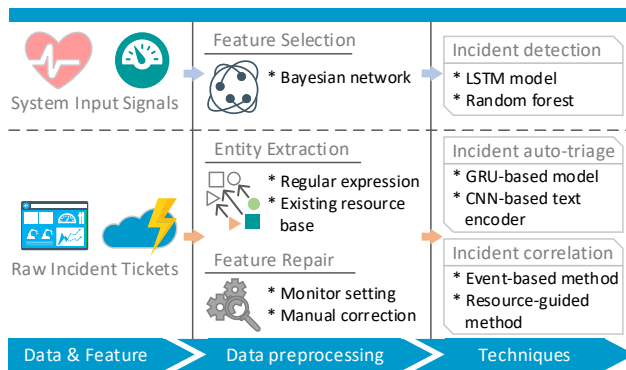 System Input Signals
Feature Selection
* Bayesian network
Incident detection
* LSTM model
* Random forest
Raw Incident Tickets
Entity Extraction
* Regular expression
* Existing resource
base
Feature Repair
* Monitor setting
* Manual correction
Incident auto-triage
* GRU-based model
* CNN-based text
encoder
Incident correlation
* Event-based method
* Resource-guided
method
Data & Feature
Data preprocessing
Techniques